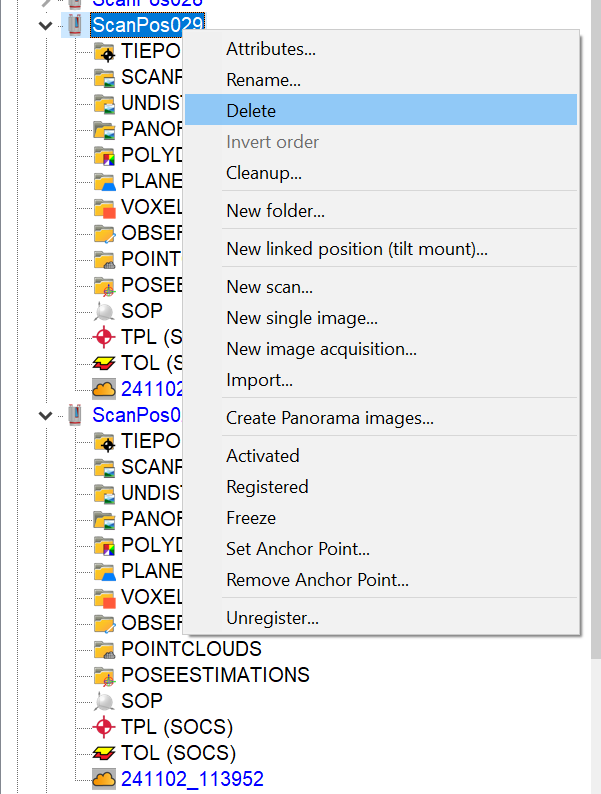 ScanPos028
ScanPos029
TIEPO
SCANP
UNDIST
PANOR
POLYD
PLANE
VOXEL
OBSER
POINT
POSEE
SOP
TPL (S
TOL (S
241102
ScanPos0
TIEPO
SCANP
UNDIST
PANOR
POLYD
PLANE
VOXEL
OBSER
POINTCLOUDS
POSEESTIMATIONS
SOP
TPL (SOCS)
TOL (SOCS)
241102_113952
Attributes...
Rename...
Delete
Invert order
Cleanup...
New folder...
New linked position (tilt mount)...
New scan...
New single image...
New image acquisition...
Import...
Create Panorama images...
Activated
Registered
Freeze
Set Anchor Point...
Remove Anchor Point...
Unregister...